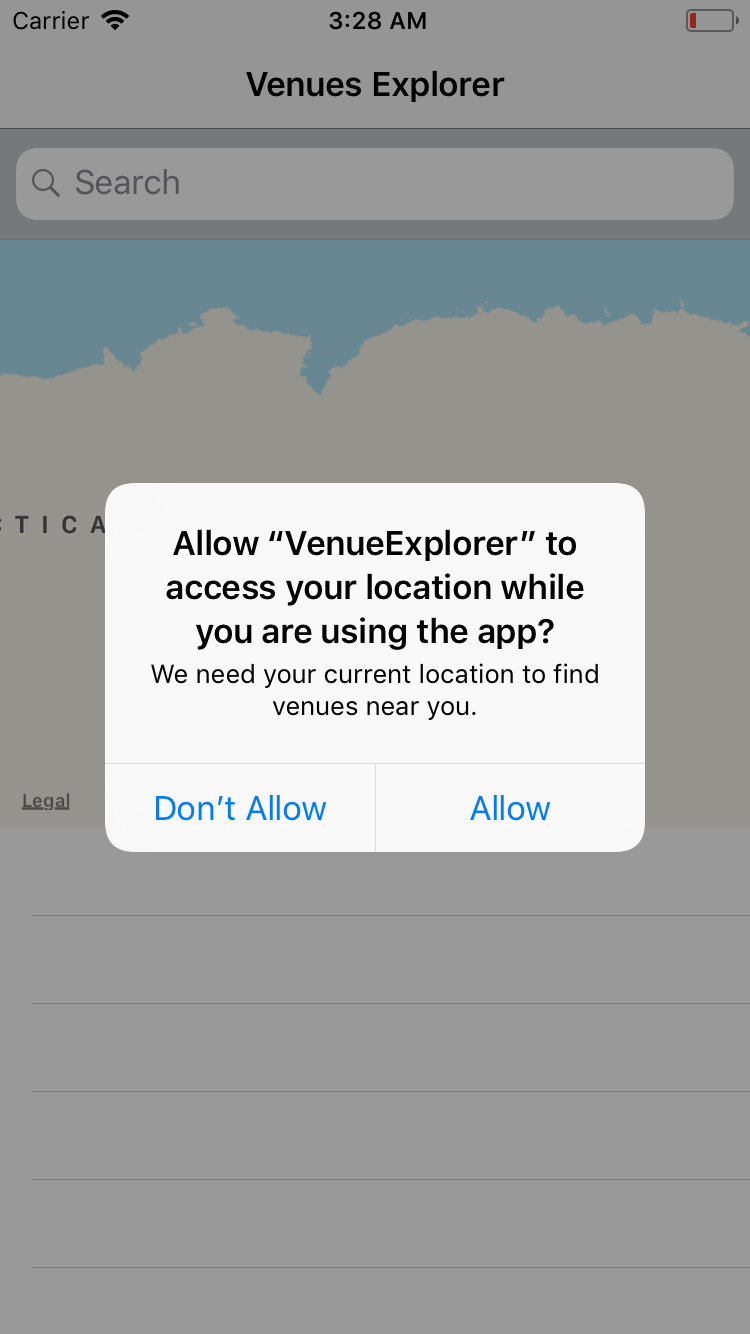 Carrier
3:28 AM
Venues Explorer
Search
TICA
Allow “VenueExplorer” to
access your location while
you are using the app?
We need your current location to find
venues near you.
Legal
Don’t Allow
Allow